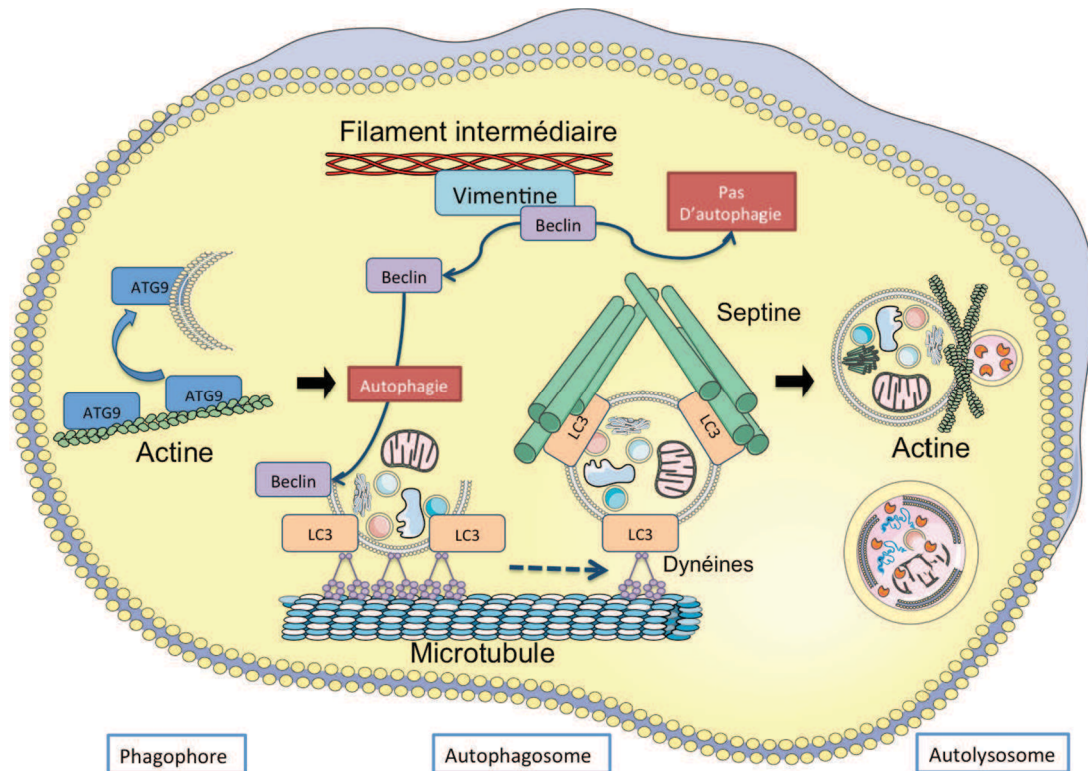 Filament intermédiaire
Vimentine
Beclin
Pas
D'autophagie
ATG9
Beclin
Septine
ATG9
ATG9
Actine
Autophagie
LC3
LC3
Actine
Beclin
LC3
LC3
LC3
Dynéines
Microtubule
Phagophore
Autophagosome
Autolysosome